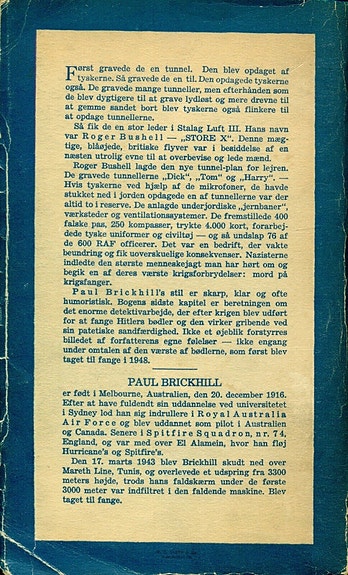 Først gravede de en tunnel. Den blev opdaget af
tyskerne. Så gravede de en til. Den opdagede tyskerne
også. De gravede mange tunneller, men efterhånden som
de blev dygtigere til at grave lydløst og mere drevne til
at gemme sandet bort blev tyskerne også flinkere til
at opdage tunnellerne.
Så fik de en stor leder i Stalag Luft III. Hans navn
var Roger Bushell — „STORE X". Denne mæg-
tige, blåøjede, britiske flyver var i besiddelse af en
næsten utrolig evne til at overbevise og lede mænd.
Roger Bushell lagde den nye tunnel-plan for lejren.
De gravede tunnellerne „Dick", „Tom" og „Harry". —
Hvis tyskerne ved hjælp af de mikrofoner, de havde
stukket ned i jorden opdagede en af tunnellerne var der
altid to i reserve. De anlagde underjordiske „jernbaner",
værksteder og ventilationssystemer. De fremstillede 400
falske pas, 250 kompasser, trykte 4.000 kort, forarbej-
dede tyske uniformer og civiltøj — og så undslap 76 af
de 600 RAF officerer. Det var en bedrift, der vakte
beundring og fik uoverskuelige konsekvenser. Nazisterne
indledte den største menneskejagt man har hørt om og
begik en af deres værste krigsforbrydelser: mord på
krigsfanger.
Paul Brickhill's stil er skarp, klar og ofte
humoristisk. Bogens sidste kapitel er beretningen om
det enorme detektivarbejde, der efter krigen blev udført
for at fange Hitlers bødler og den virker gribende ved
sin patetiske sandfærdighed. Ikke et øjeblik forstyrres
billedet af forfatterens egne følelser — ikke engang
under omtalen af den værste af bødlerne, som først blev
taget til fange i 1948.
PAUL BRICKHILL
er født i Melbourne, Australien, den 20. december 1916.
Efter at have fuldendt sin uddannelse ved universitetet
i Sydney lod han sig indrullere i Royal Australia
Air Force og blev uddannet som pilot i Australien
og Canada. Senere i Spitfire Squadron, nr. 74,
England, og var med over El Alamein, hvor han fløj
Hurricane's og Spitfire's.
Den 17. marts 1943 blev Brickhill skudt ned over
Mareth Line, Tunis, og overlevede et udspring fra 3300
meters højde, trods hans faldskærm under de første
3000 meter var indfiltret i den faldende maskine. Blev
taget til fange.